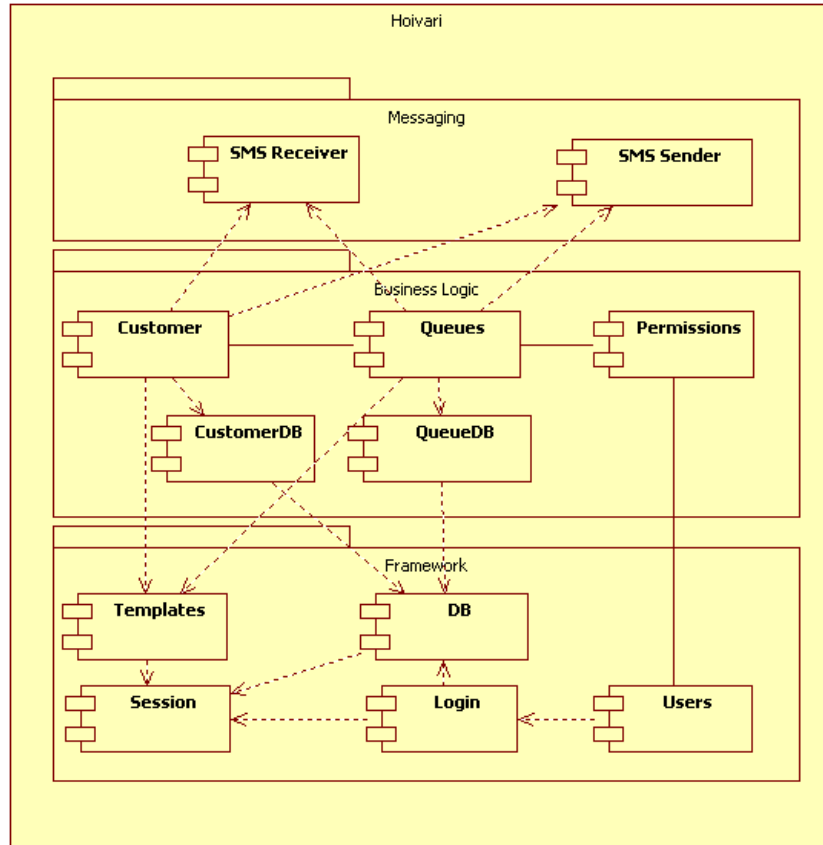 Hoivari
Messaging
SMS Receiver
SMS Sender
Business Logic
Customer
Queues
Permissions
CustomerDB
QueueDB
Framework
Templates
DB
Session
Login
Users